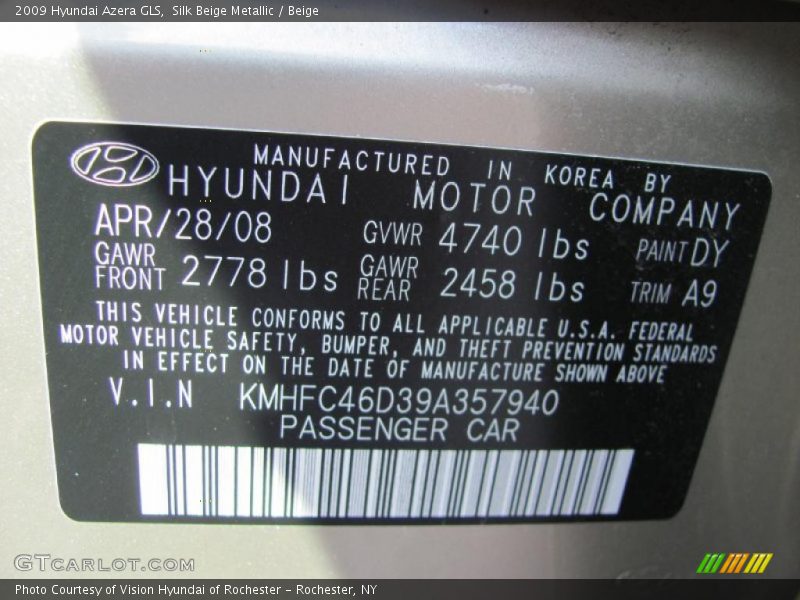 2009 Hyundai Azera GLS,  Silk Beige Metallic / Beige
MANUFACTURED IN KOREA BY
HYUNDAI MOTOR COMPANY
APR/28/08 GVWR 4740 lbs PAINT DY
GAWR FRONT 2778 lbs GAWR REAR 2458 lbs TRIM A9
THIS VEHICLE CONFORMS TO ALL APPLICABLE U.S.A. FEDERAL
MOTOR VEHICLE SAFETY, BUMPER, AND THEFT PREVENTION STANDARDS
IN EFFECT ON THE DATE OF MANUFACTURE SHOWN ABOVE
V.I.N KMHFC46D39A357940
PASSENGER CAR
GTCARLOT.COM
Photo Courtesy of Vision Hyundai of Rochester - Rochester, NY